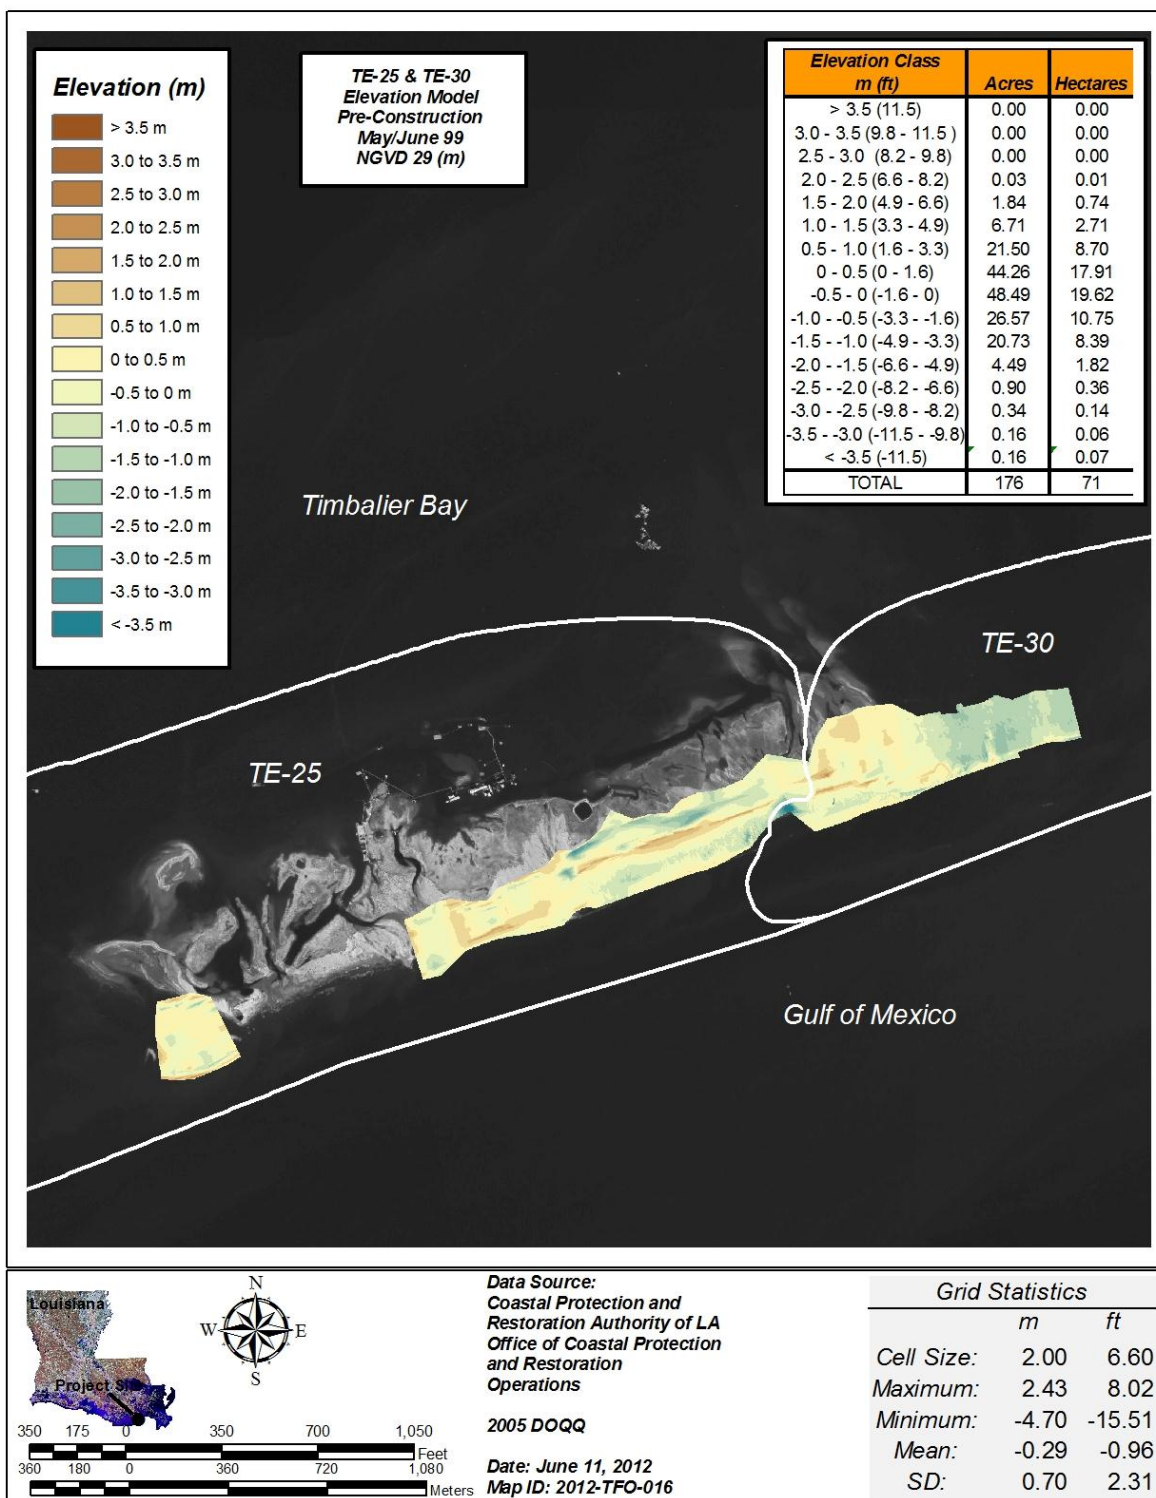 Elevation (m)
> 3.5 m
3.0 to 3.5 m
2.5 to 3.0 m
2.0 to 2.5 m
1.5 to 2.0 m
1.0 to 1.5 m
0.5 to 1.0 m
0 to 0.5 m
-0.5 to 0 m
-1.0 to -0.5 m
-1.5 to -1.0 m
-2.0 to -1.5 m
-2.5 to -2.0 m
-3.0 to -2.5 m
-3.5 to -3.0 m
< -3.5 m
TE-25 & TE-30
Elevation Model
Pre-Construction
May/June 99
NGVD 29 (m)
Elevation Class
m (ft) Acres Hectares
> 3.5 (11.5) 0.00 0.00
3.0 - 3.5 (9.8 - 11.5 ) 0.00 0.00
2.5 - 3.0 (8.2 - 9.8) 0.00 0.00
2.0 - 2.5 (6.6 - 8.2) 0.03 0.01
1.5 - 2.0 (4.9 - 6.6) 1.84 0.74
1.0 - 1.5 (3.3 - 4.9) 6.71 2.71
0.5 - 1.0 (1.6 - 3.3) 21.50 8.70
0 - 0.5 (0 - 1.6) 44.26 17.91
-0.5 - 0 (-1.6 - 0) 48.49 19.62
-1.0 - -0.5 (-3.3 - -1.6) 26.57 10.75
-1.5 - -1.0 (-4.9 - -3.3) 20.73 8.39
-2.0 - -1.5 (-6.6 - -4.9) 4.49 1.82
-2.5 - -2.0 (-8.2 - -6.6) 0.90 0.36
-3.0 - -2.5 (-9.8 - -8.2) 0.34 0.14
-3.5 - -3.0 (-11.5 - -9.8) 0.16 0.06
< -3.5 (-11.5) 0.16 0.07
TOTAL 176 71
Timbalier Bay
TE-30
TE-25
Gulf of Mexico
Louisiana
Project Site
N
W E
S
350 175 0 350 700 1,050
Feet
360 180 0 360 720 1,080
Meters
Data Source:
Coastal Protection and
Restoration Authority of LA
Office of Coastal Protection
and Restoration
Operations
2005 DOQQ
Date: June 11, 2012
Map ID: 2012-TFO-016
Grid Statistics
m ft
Cell Size: 2.00 6.60
Maximum: 2.43 8.02
Minimum: -4.70 -15.51
Mean: -0.29 -0.96
SD: 0.70 2.31